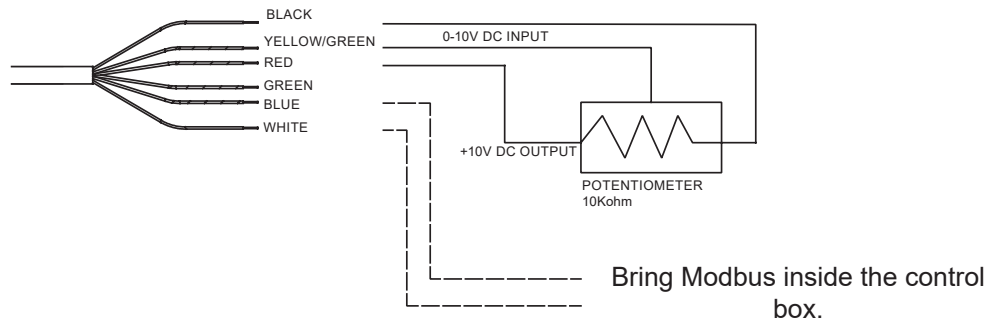 BLACK
YELLOW/GREEN
0-10V DC INPUT
RED
GREEN
BLUE
WHITE
+10V DC OUTPUT
POTENTIOMETER
10Kohm
Bring Modbus inside the control
box.